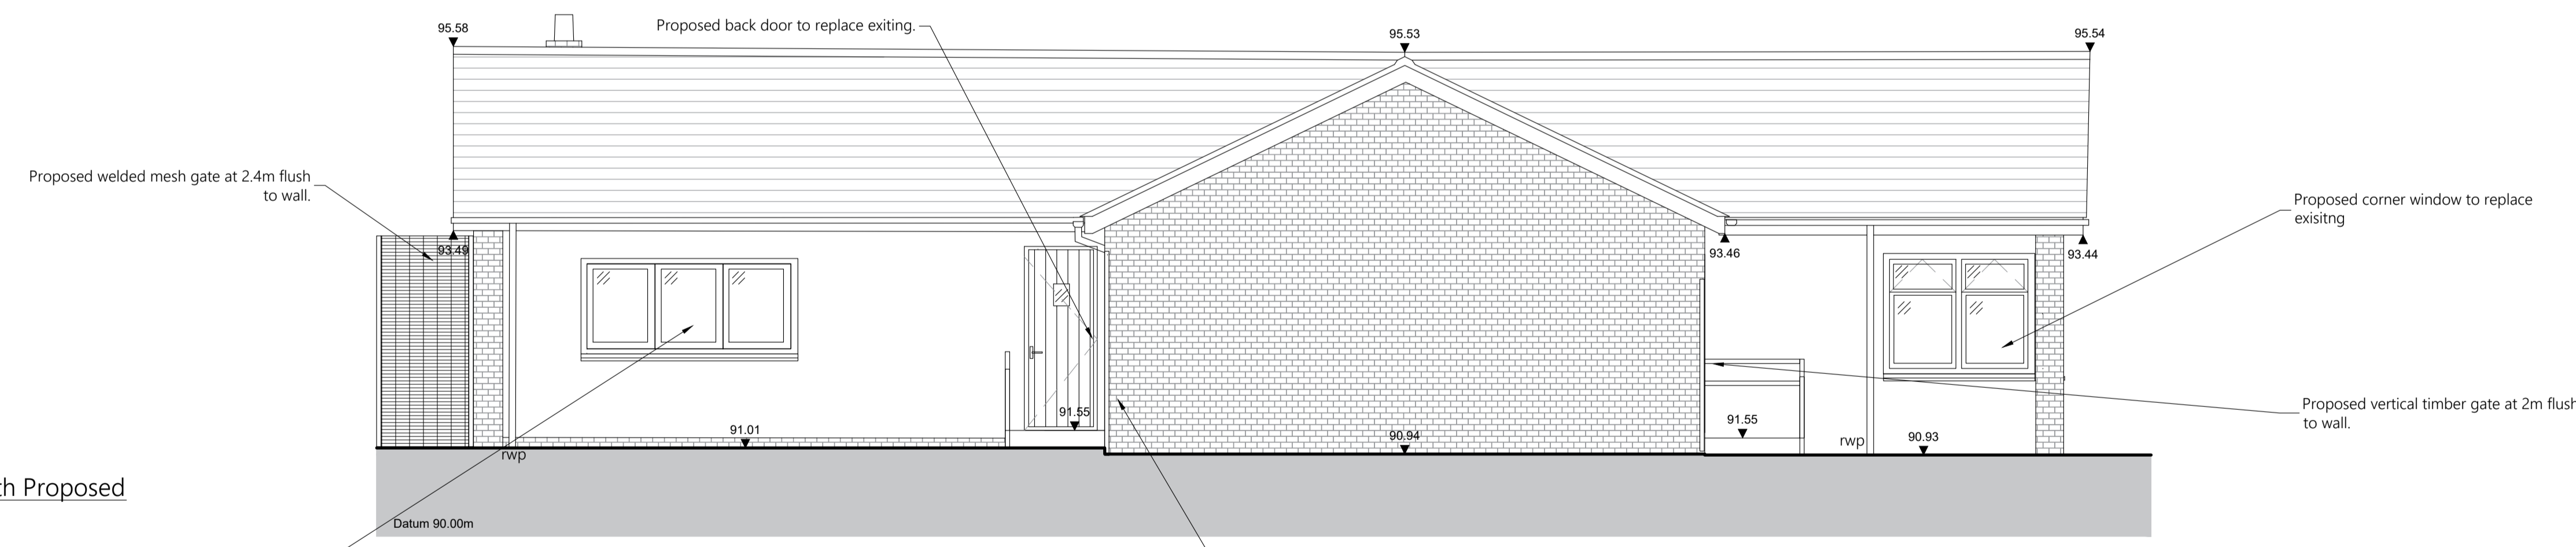 95.58
Proposed back door to replace exiting.
95.53
95.54
Proposed welded mesh gate at 2.4m flush
to wall.
Proposed corner window to replace
exisitng
93.49
93.46
93.44
Proposed vertical timber gate at 2m flush
to wall.
91.55
91.01
91.55
90.94
rwp
90.93
rwp
Proposed
Datum 90.00m